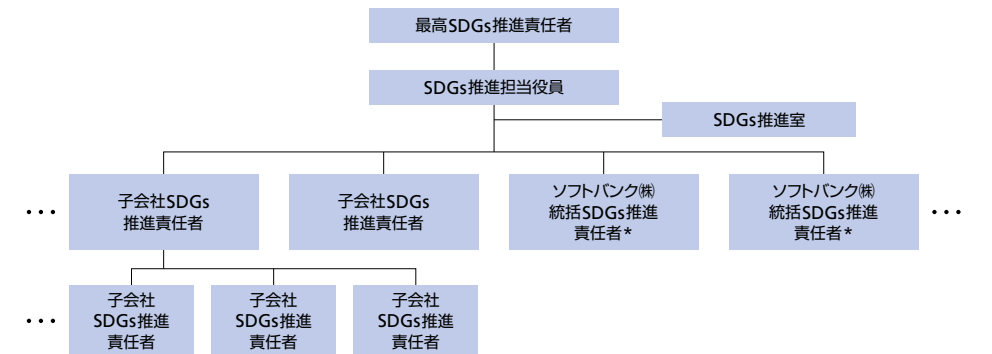 最高SDGs推進責任者
SDGs推進担当役員
SDGs推進室
… 子会社SDGs
推進責任者
子会社SDGs
推進責任者
ソフトバンク㈱
統括SDGs推進
責任者*
ソフトバンク㈱
統括SDGs推進
責任者*
…
… 子会社
SDGs推進
責任者
子会社
SDGs推進
責任者
子会社
SDGs推進
責任者